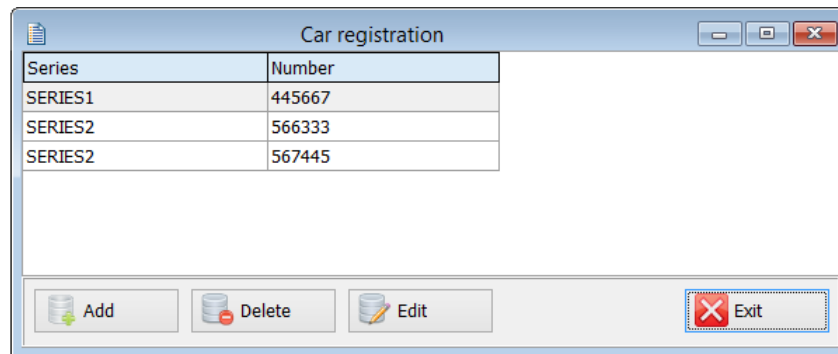 Car registration
Series Number
SERIES1 445667
SERIES2 566333
SERIES2 567445
Add Delete Edit Exit